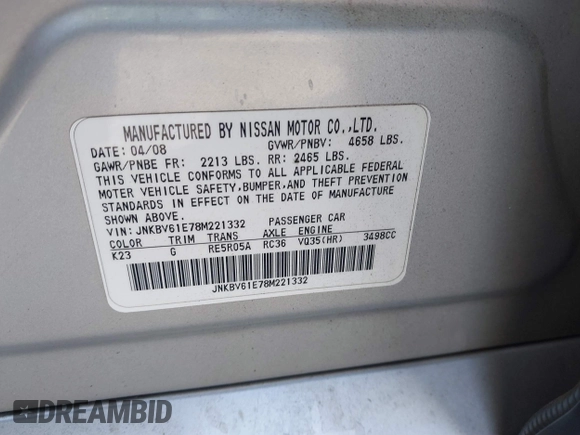 MANUFACTURED BY NISSAN MOTOR CO.,LTD.
DATE: 04/08 GVWR/PNBV: 4658 LBS.
GAWR/PNBE FR: 2213 LBS. RR: 2465 LBS.
THIS VEHICLE CONFORMS TO ALL APPLICABLE FEDERAL
MOTOR VEHICLE SAFETY,BUMPER,AND THEFT PREVENTION
STANDARDS IN EFFECT ON THE DATE OF MANUFACTURE
SHOWN ABOVE.
VIN: JNKBV61E78M221332 PASSENGER CAR
COLOR TRIM TRANS AXLE ENGINE
K23 G RE5R05A RC36 VQ35(HR) 3498CC
JNKBV61E78M221332
DREAMBID